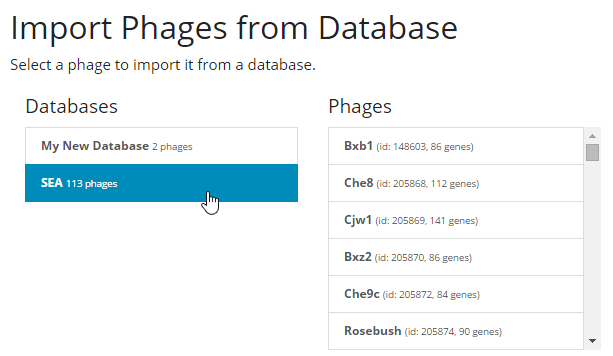 Import Phages from Database
Select a phage to import it from a database.
Databases
My New Database 2 phages
SEA 113 phages
Phages
Bxb1 (id: 148603, 86 genes)
Che8 (id: 205868, 112 genes)
Cjw1 (id: 205869, 141 genes)
Bxz2 (id: 205870, 86 genes)
Che9c (id: 205872, 84 genes)
Rosebush (id: 205874, 90 genes)